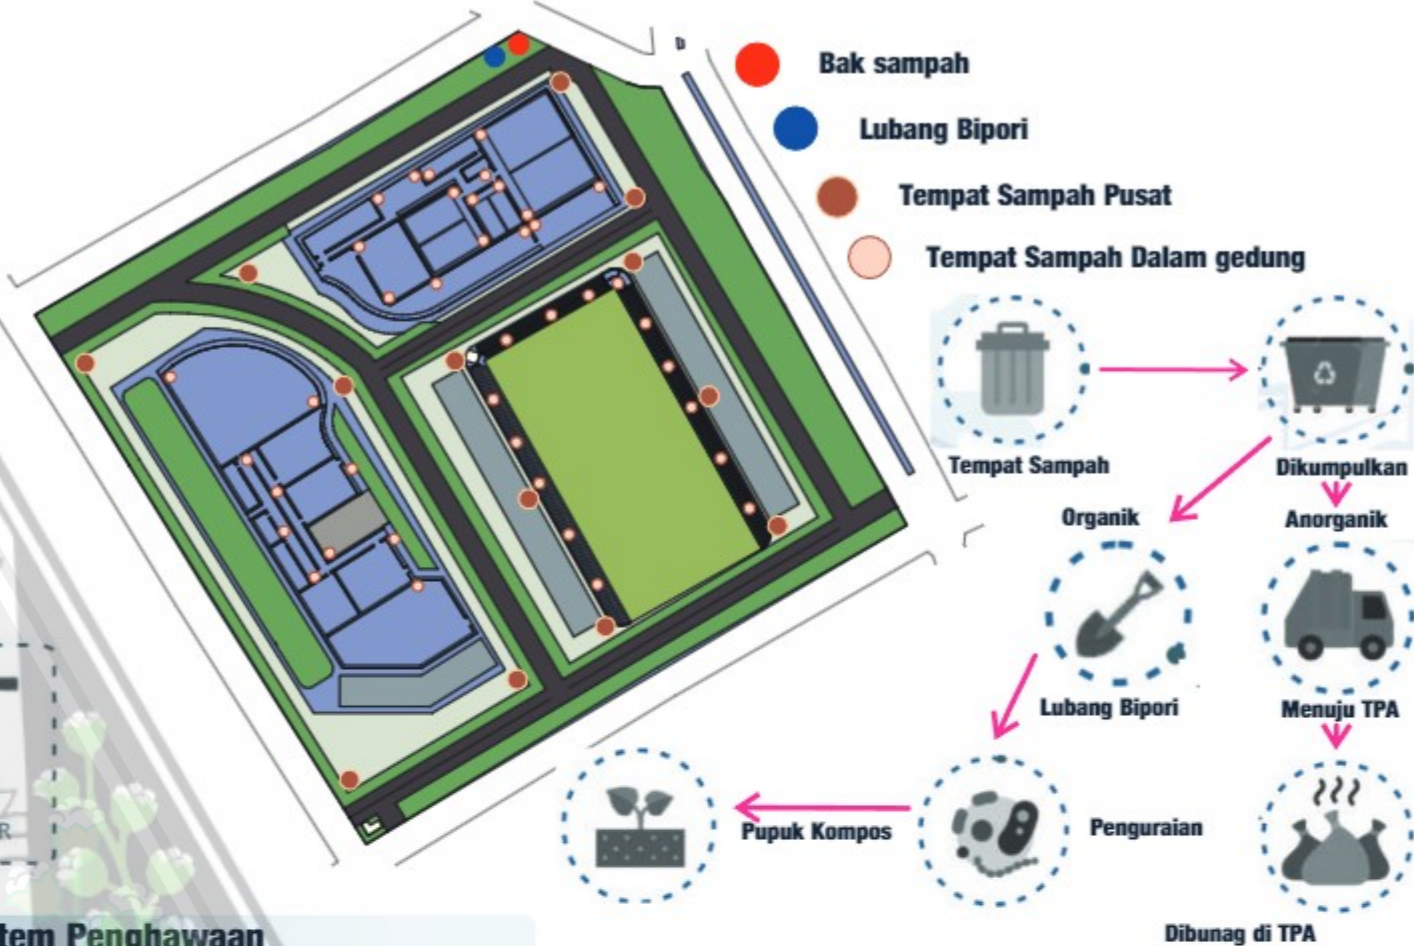 Bak sampah
Lubang Bipori
Tempat Sampah Pusat
Tempat Sampah Dalam gedung
Tempat Sampah
Dikumpulkan
Organik
Anorganik
Lubang Bipori
Menuju TPA
Pupuk Kompos
Penguraian
Dibunag di TPA
R
tem Penghawaan